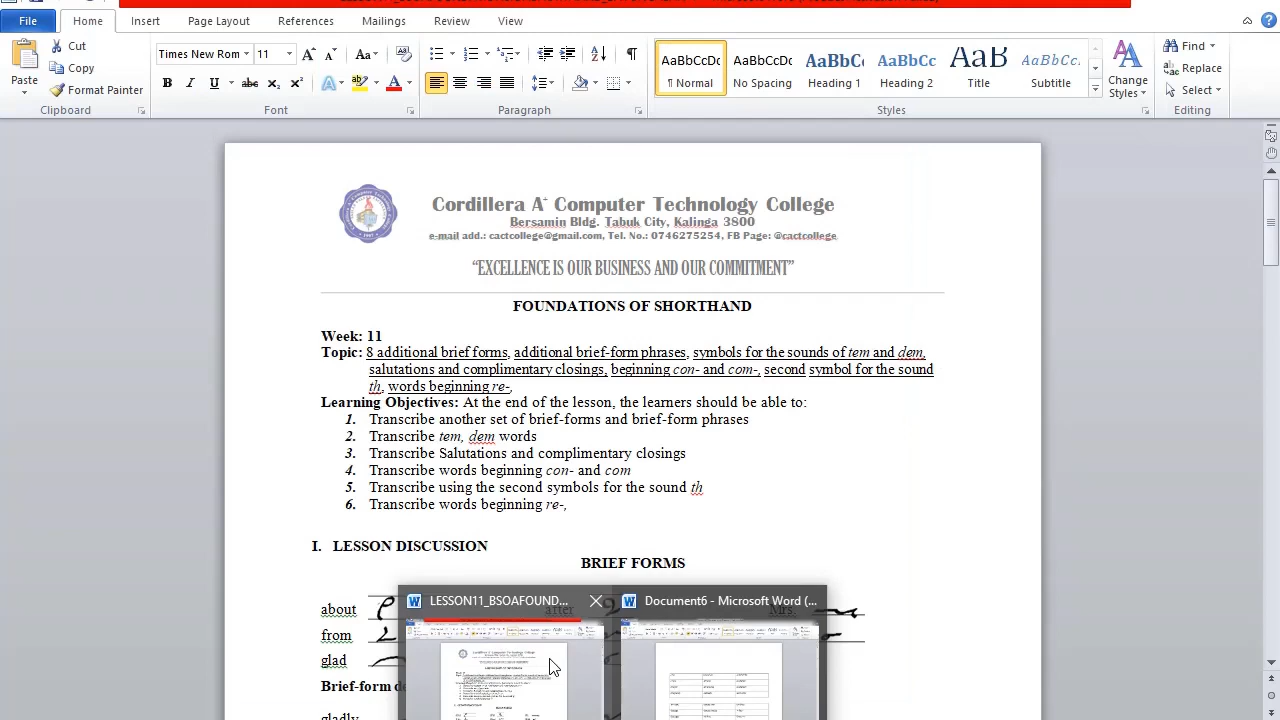 File Home Insert Page Layout References Mailings Review View
Paste Cut Copy Format Painter Clipboard
Times New Rom 11 Font
Paragraph
AaBbCcDc AaBbCcDc AaBbC AaBbCc AaB AaBbCc.
¶ Normal No Spacing Heading 1 Heading 2 Title Subtitle Change Styles Styles
Find Replace Select Editing
Cordillera A+ Computer Technology College
Bersamin Bldg. Tabuk City, Kalinga 3800
e-mail add.: cactcollege@gmail.com, Tel. No.: 0746275254, FB Page: @cactcollege
“EXCELLENCE IS OUR BUSINESS AND OUR COMMITMENT”
FOUNDATIONS OF SHORTHAND
Week: 11
Topic: 8 additional brief forms, additional brief-form phrases, symbols for the sounds of tem and dem,
salutations and complimentary closings, beginning con- and com-, second symbol for the sound
th, words beginning re-,
Learning Objectives: At the end of the lesson, the learners should be able to:
1. Transcribe another set of brief-forms and brief-form phrases
2. Transcribe tem, dem words
3. Transcribe Salutations and complimentary closings
4. Transcribe words beginning con- and com
5. Transcribe using the second symbols for the sound th
6. Transcribe words beginning re-,
I. LESSON DISCUSSION
BRIEF FORMS
about after Mrs.
from
glad
Brief-form de
gladly
LESSON11_BSOAFOUND...
Document6 - Microsoft Word (...